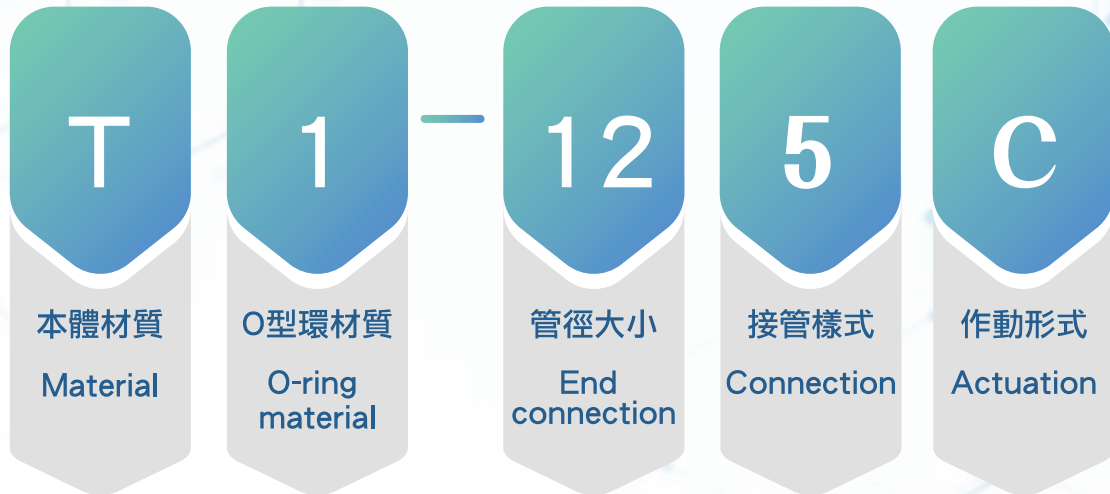 T
1
—
12
5
C
本體材質
Material
O型環材質
O-ring
material
管徑大小
End
connection
接管樣式
Connection
作動形式
Actuation